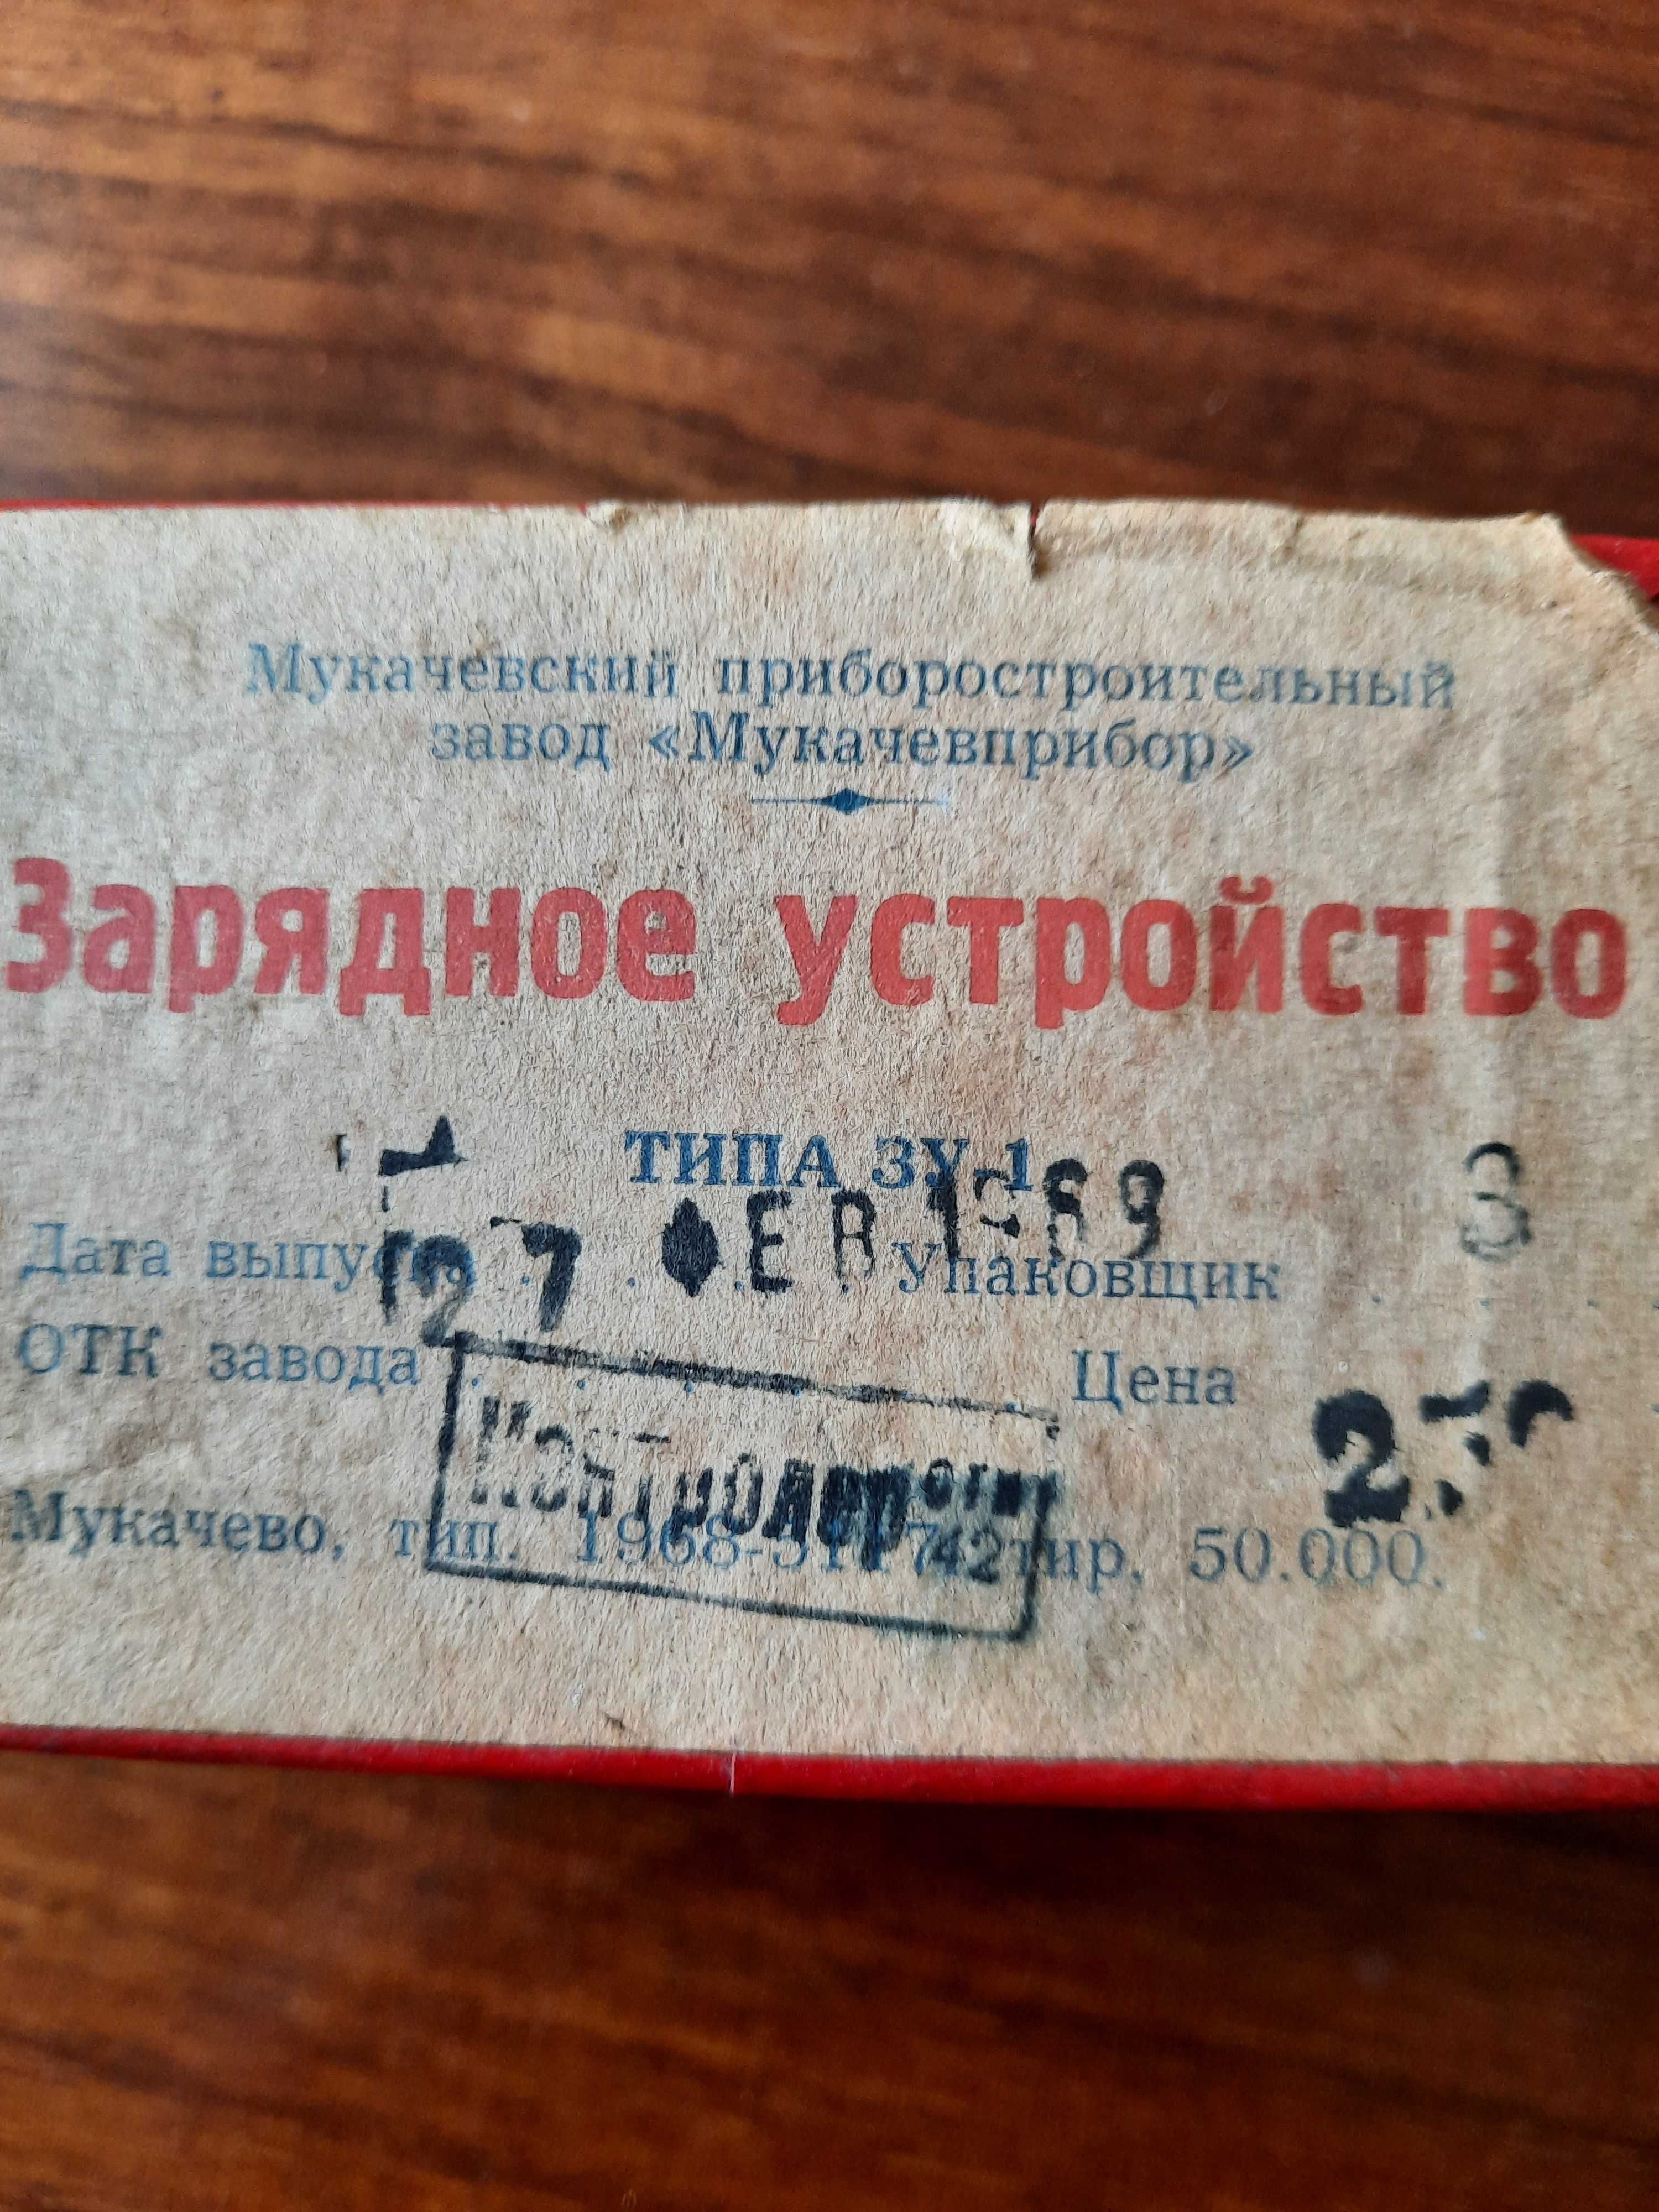 Мукачевский приборостроительный
завод «Мукачевприбор»
Зарядное устройство
ТИПА ЗУ-1
Дата выпуска 27 ФЕВ 1969 Упаковщик 3
ОТК завода Цена
Контролер
Мукачево, тип. 1968 тир. 50.000.